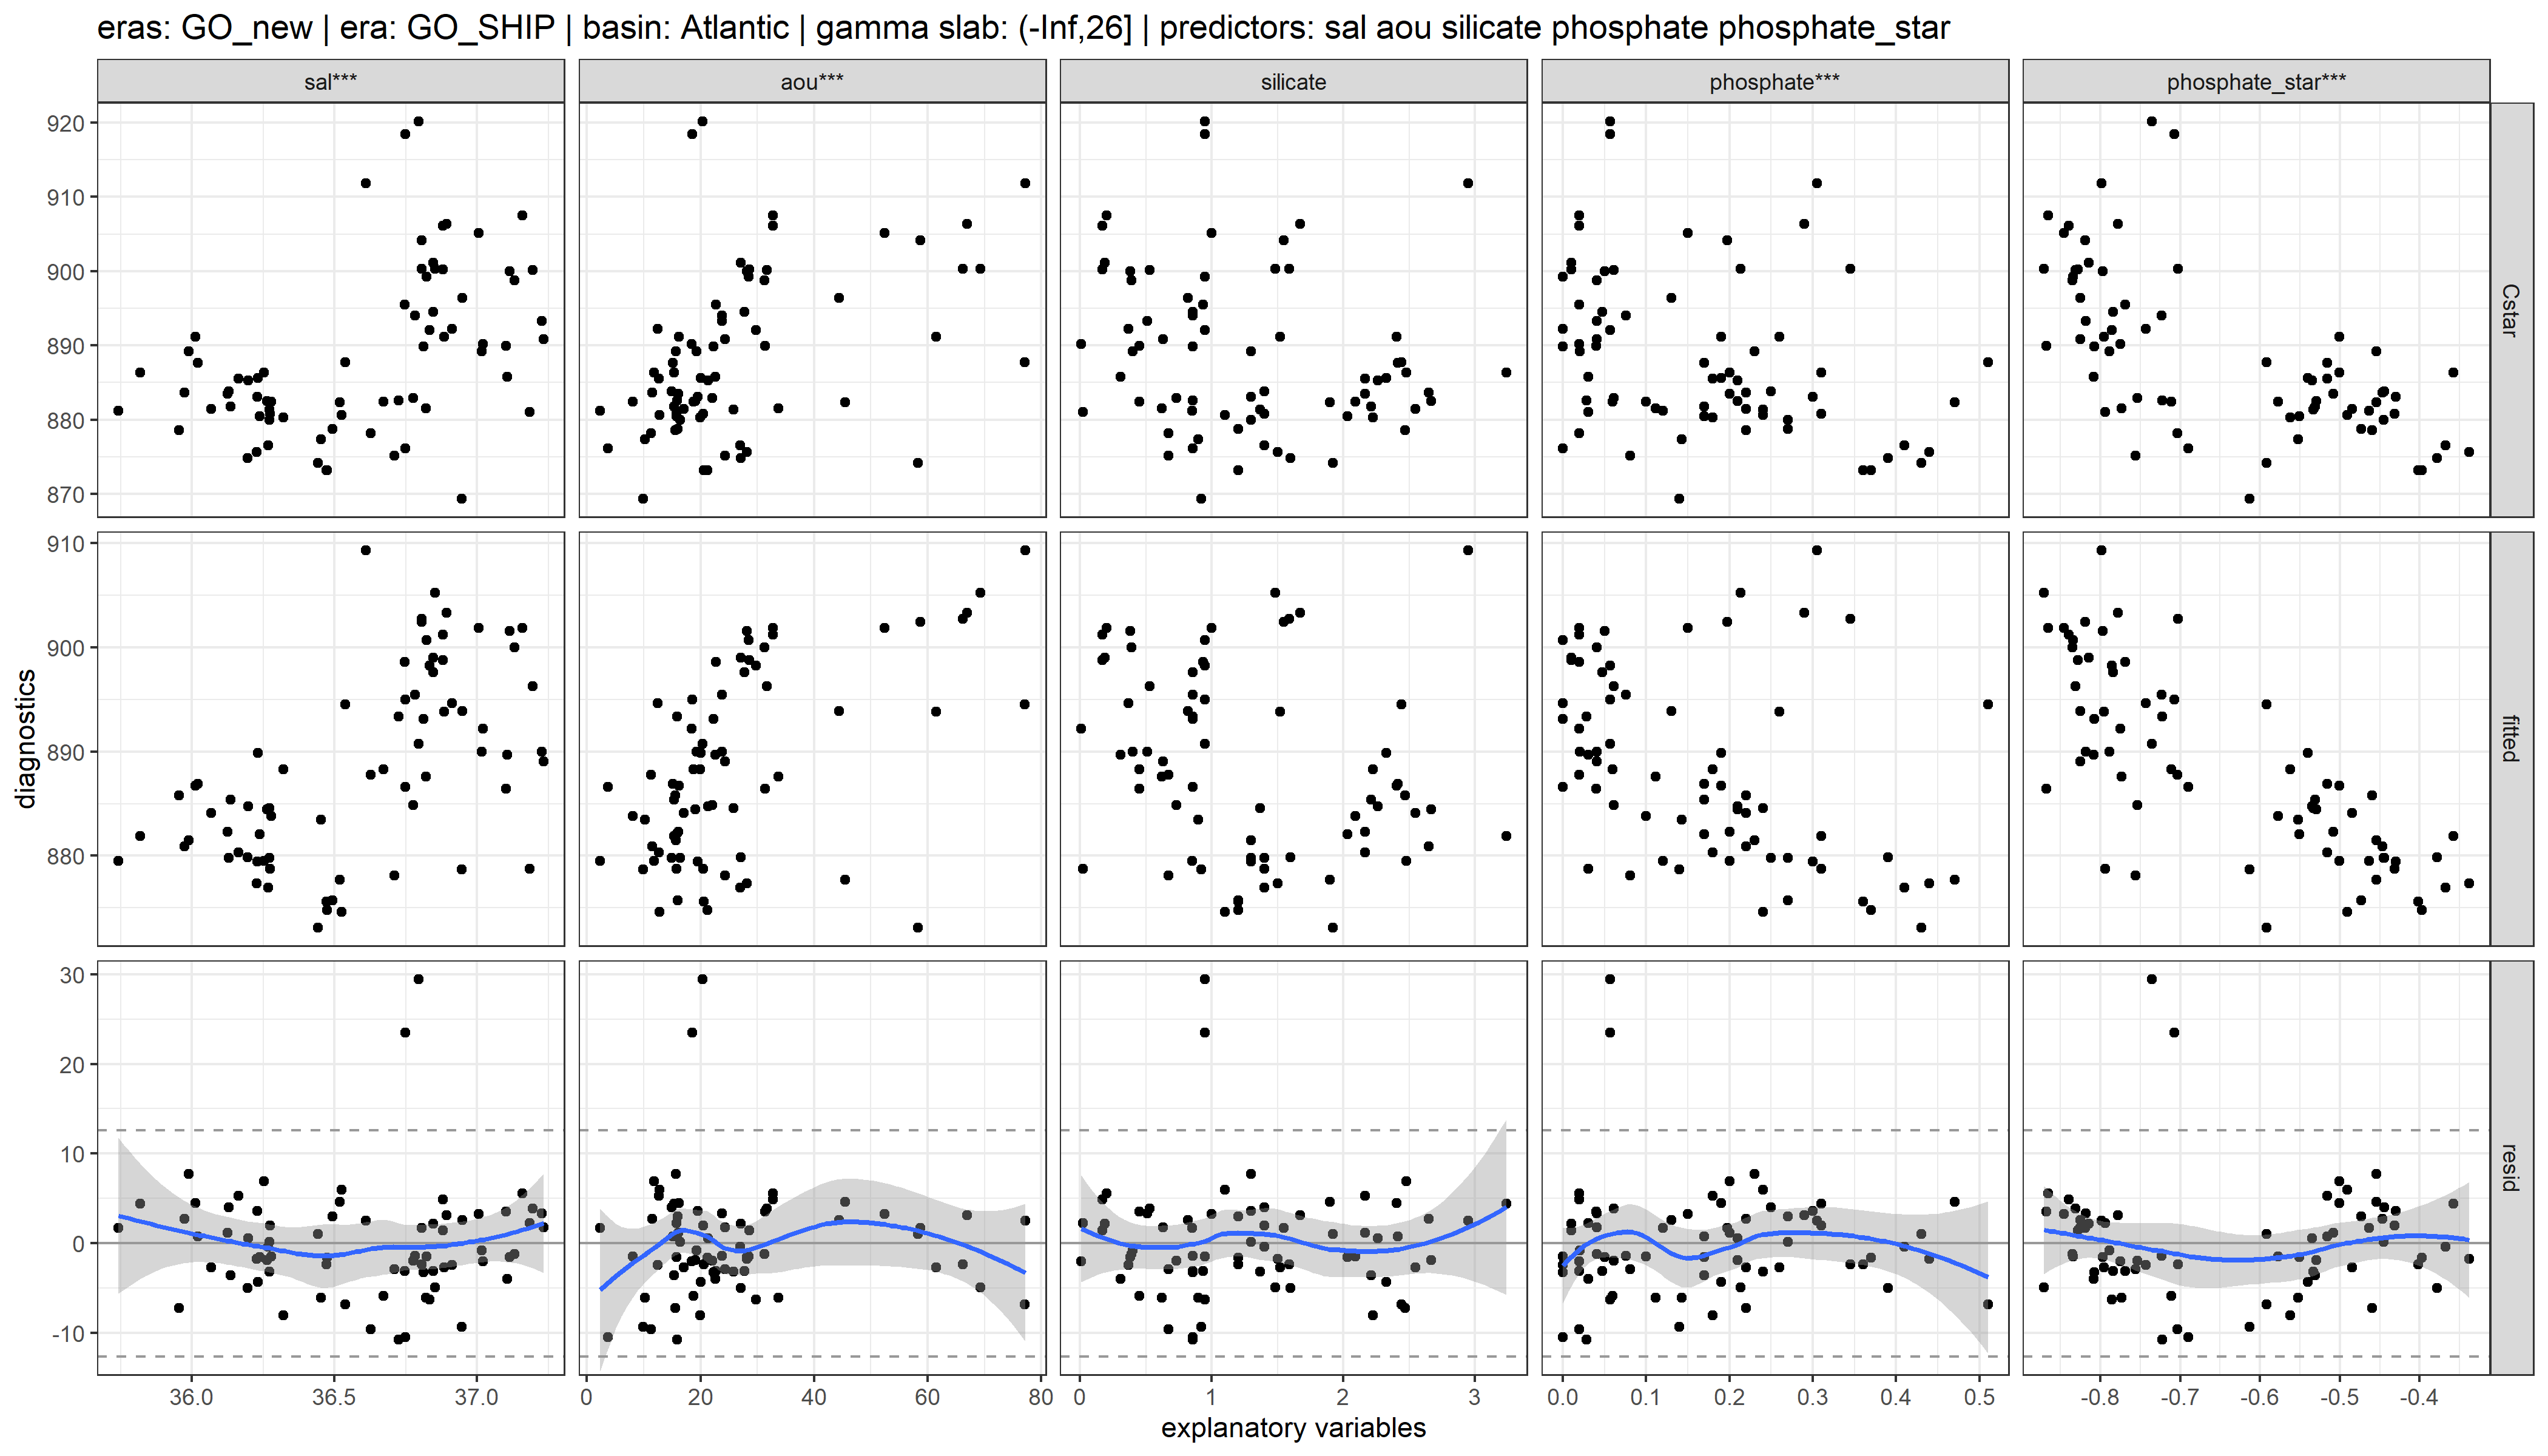 eras: GO_new | era: GO_SHIP | basin: Atlantic | gamma slab: (-Inf,26] | predictors: sal aou silicate phosphate phosphate_star
sal*** aou*** silicate phosphate*** phosphate_star***
920
910
900
890
880
870
Cstar
910
900
890
880
fitted
diagnostics
30
20
10
0
-10
resid
36.0 36.5 37.0 0 20 40 60 80 0 1 2 3 0.0 0.1 0.2 0.3 0.4 0.5 -0.8 -0.7 -0.6 -0.5 -0.4
explanatory variables